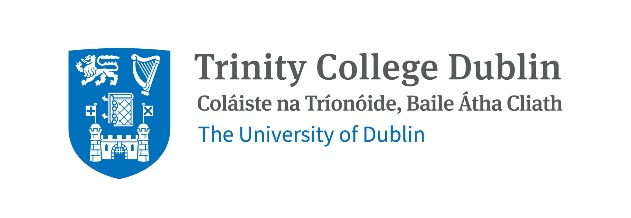 Trinity College Dublin
Coláiste na Tríonóide, Baile Átha Cliath
The University of Dublin